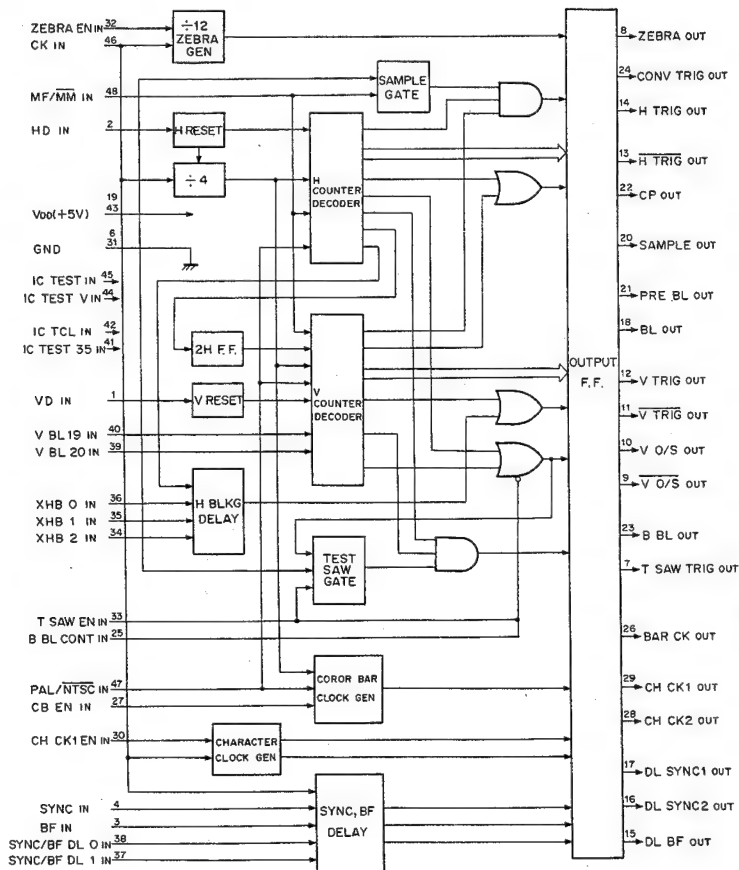 ZEBRA EN IN 32
CK IN 46
÷12
ZEBRA
GEN
MF/MM IN 48
SAMPLE
GATE
HD IN 2
H RESET
÷4
H
COUNTER
DECODER
19
VDD(+5V) 43
6
GND 31
IC TEST IN 45
IC TEST V IN 44
IC TCL IN 42
IC TEST 35 IN 41
2H F.F.
V
COUNTER
DECODER
VD IN 1
V RESET
V BL19 IN 40
V BL 20 IN 39
XHB 0 IN 36
XHB 1 IN 35
XHB 2 IN 34
H BLKG
DELAY
TEST
SAW
GATE
T SAW EN IN 33
B BL CONT IN 25
PAL/NTSC IN 47
CB EN IN 27
COROR BAR
CLOCK GEN
CH CK1 EN IN 30
CHARACTER
CLOCK GEN
SYNC IN 4
BF IN 3
SYNC/BF DL 0 IN 38
SYNC/BF DL 1 IN 37
SYNC, BF
DELAY
OUTPUT
F.F.
8 ZEBRA OUT
24 CONV TRIG OUT
14 H TRIG OUT
13 H TRIG OUT
22 CP OUT
20 SAMPLE OUT
21 PRE BL OUT
18 BL OUT
12 V TRIG OUT
11 V TRIG OUT
10 V O/S OUT
9 V O/S OUT
23 B BL OUT
7 T SAW TRIG OUT
26 BAR CK OUT
29 CH CK1 OUT
28 CH CK2 OUT
17 DL SYNC1 OUT
16 DL SYNC2 OUT
15 DL BF OUT